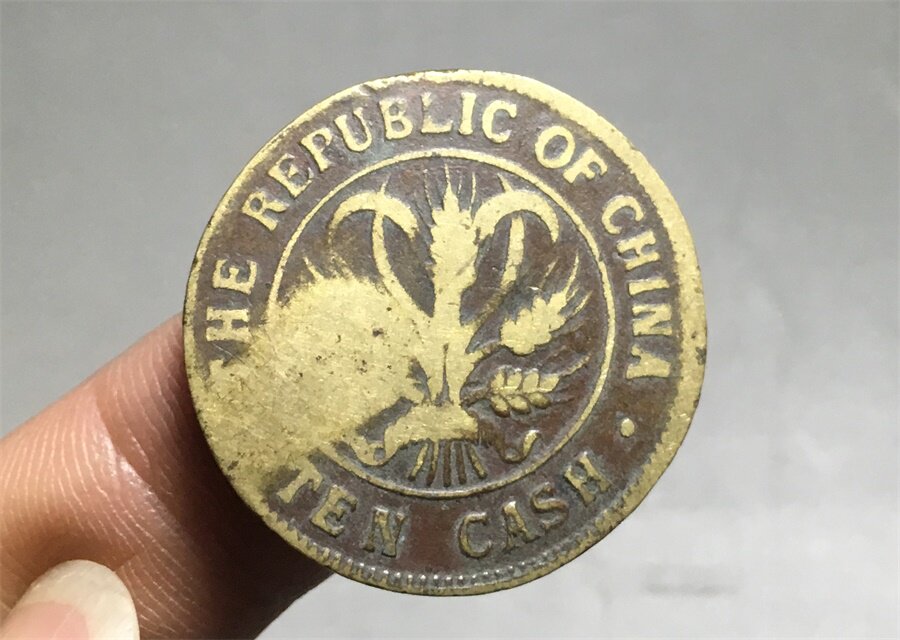 THE REPUBLIC OF CHINA
TEN CASH